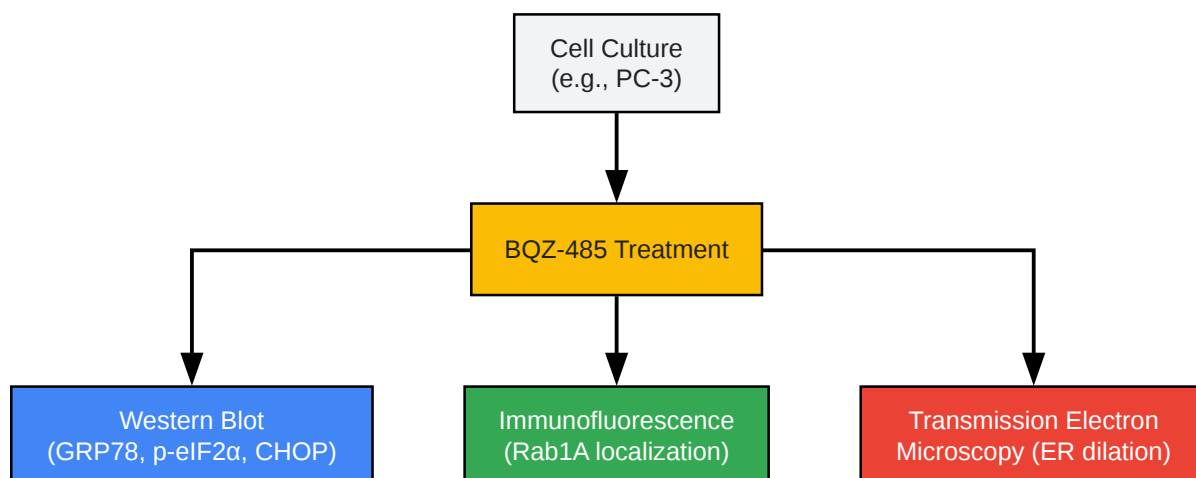 Cell Culture
(e.g., PC-3)
BQZ-485 Treatment
Western Blot
(GRP78, p-eIF2α, CHOP)
Immunofluorescence
(Rab1A localization)
Transmission Electron
Microscopy (ER dilation)